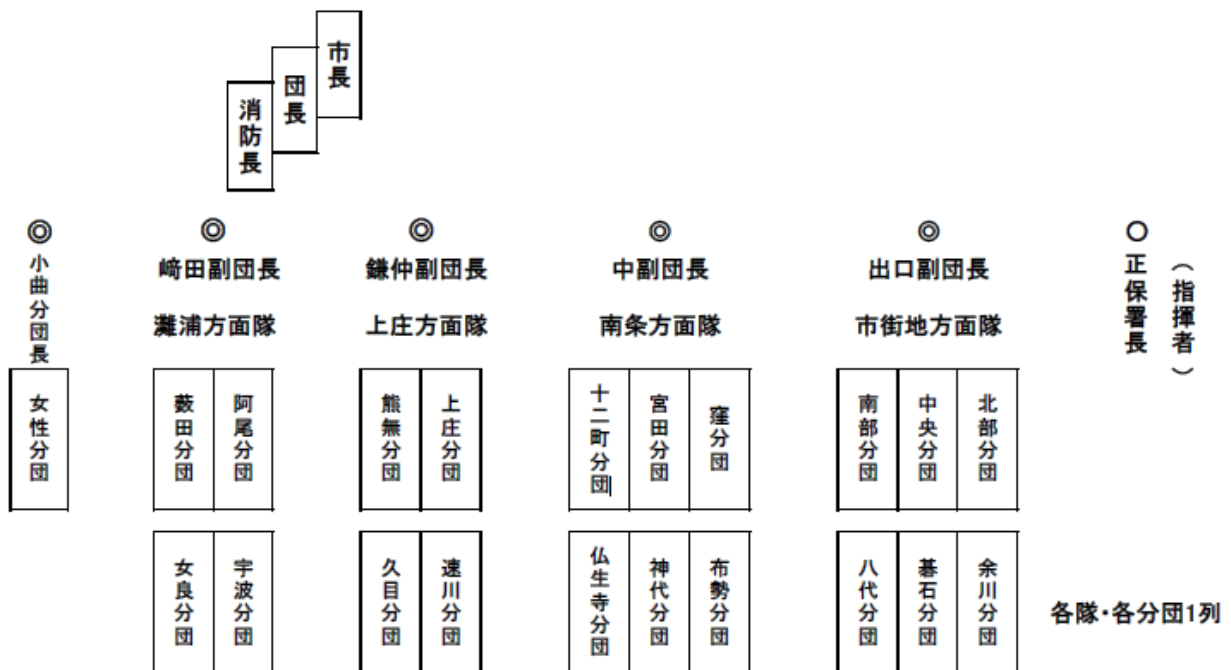 市長
団長
消防長
◎
小曲分団長
女性分団
◎
﨑田副団長
灘浦方面隊
藪田分団
阿尾分団
女良分団
宇波分団
◎
鎌仲副団長
上庄方面隊
熊無分団
上庄分団
久目分団
速川分団
◎
中副団長
南条方面隊
十二町分団
宮田分団
窪分団
仏生寺分団
神代分団
布勢分団
◎
出口副団長
市街地方面隊
南部分団
中央分団
北部分団
八代分団
碁石分団
余川分団
○
正保署長
（指揮者）
各隊・各分団1列